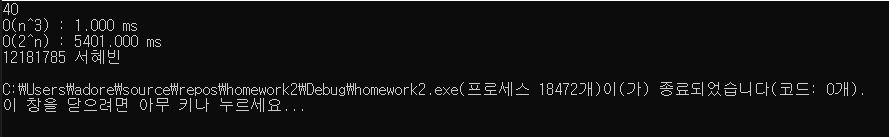 40
O(n^3) : 1.000 ms
O(2^n) : 5401.000 ms
12181785 서혜빈
C:₩Users₩adore₩source₩repos₩homework2₩Debug₩homework2.exe(프로세스 18472개)이(가) 종료되었습니다(코드: 0개).
이 창을 닫으려면 아무 키나 누르세요...